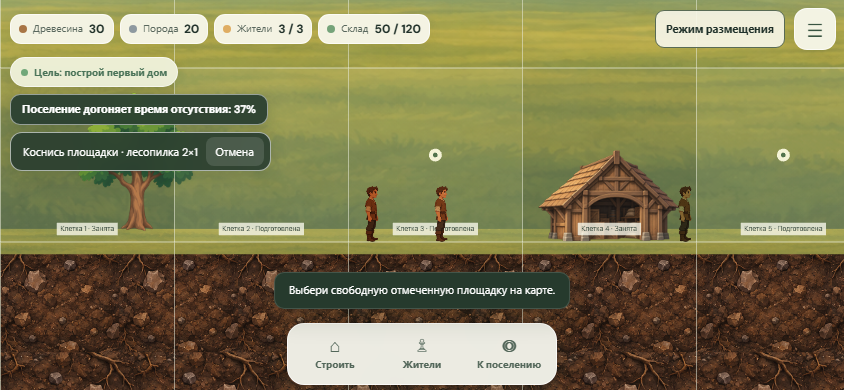 Древесина 30
Порода 20
Жители 3 / 3
Склад 50 / 120
Режим размещения
Цель: построй первый дом
Поселение догоняет время отсутствия: 37%
Коснись площадки · лесопилка 2×1
Отмена
Клетка 1 · Занята
Клетка 2 · Подготовлена
Клетка 3 · Подготовлена
Клетка 4 · Занята
Клетка 5 · Подготовлена
Выбери свободную отмеченную площадку на карте.
Строить
Жители
К поселению